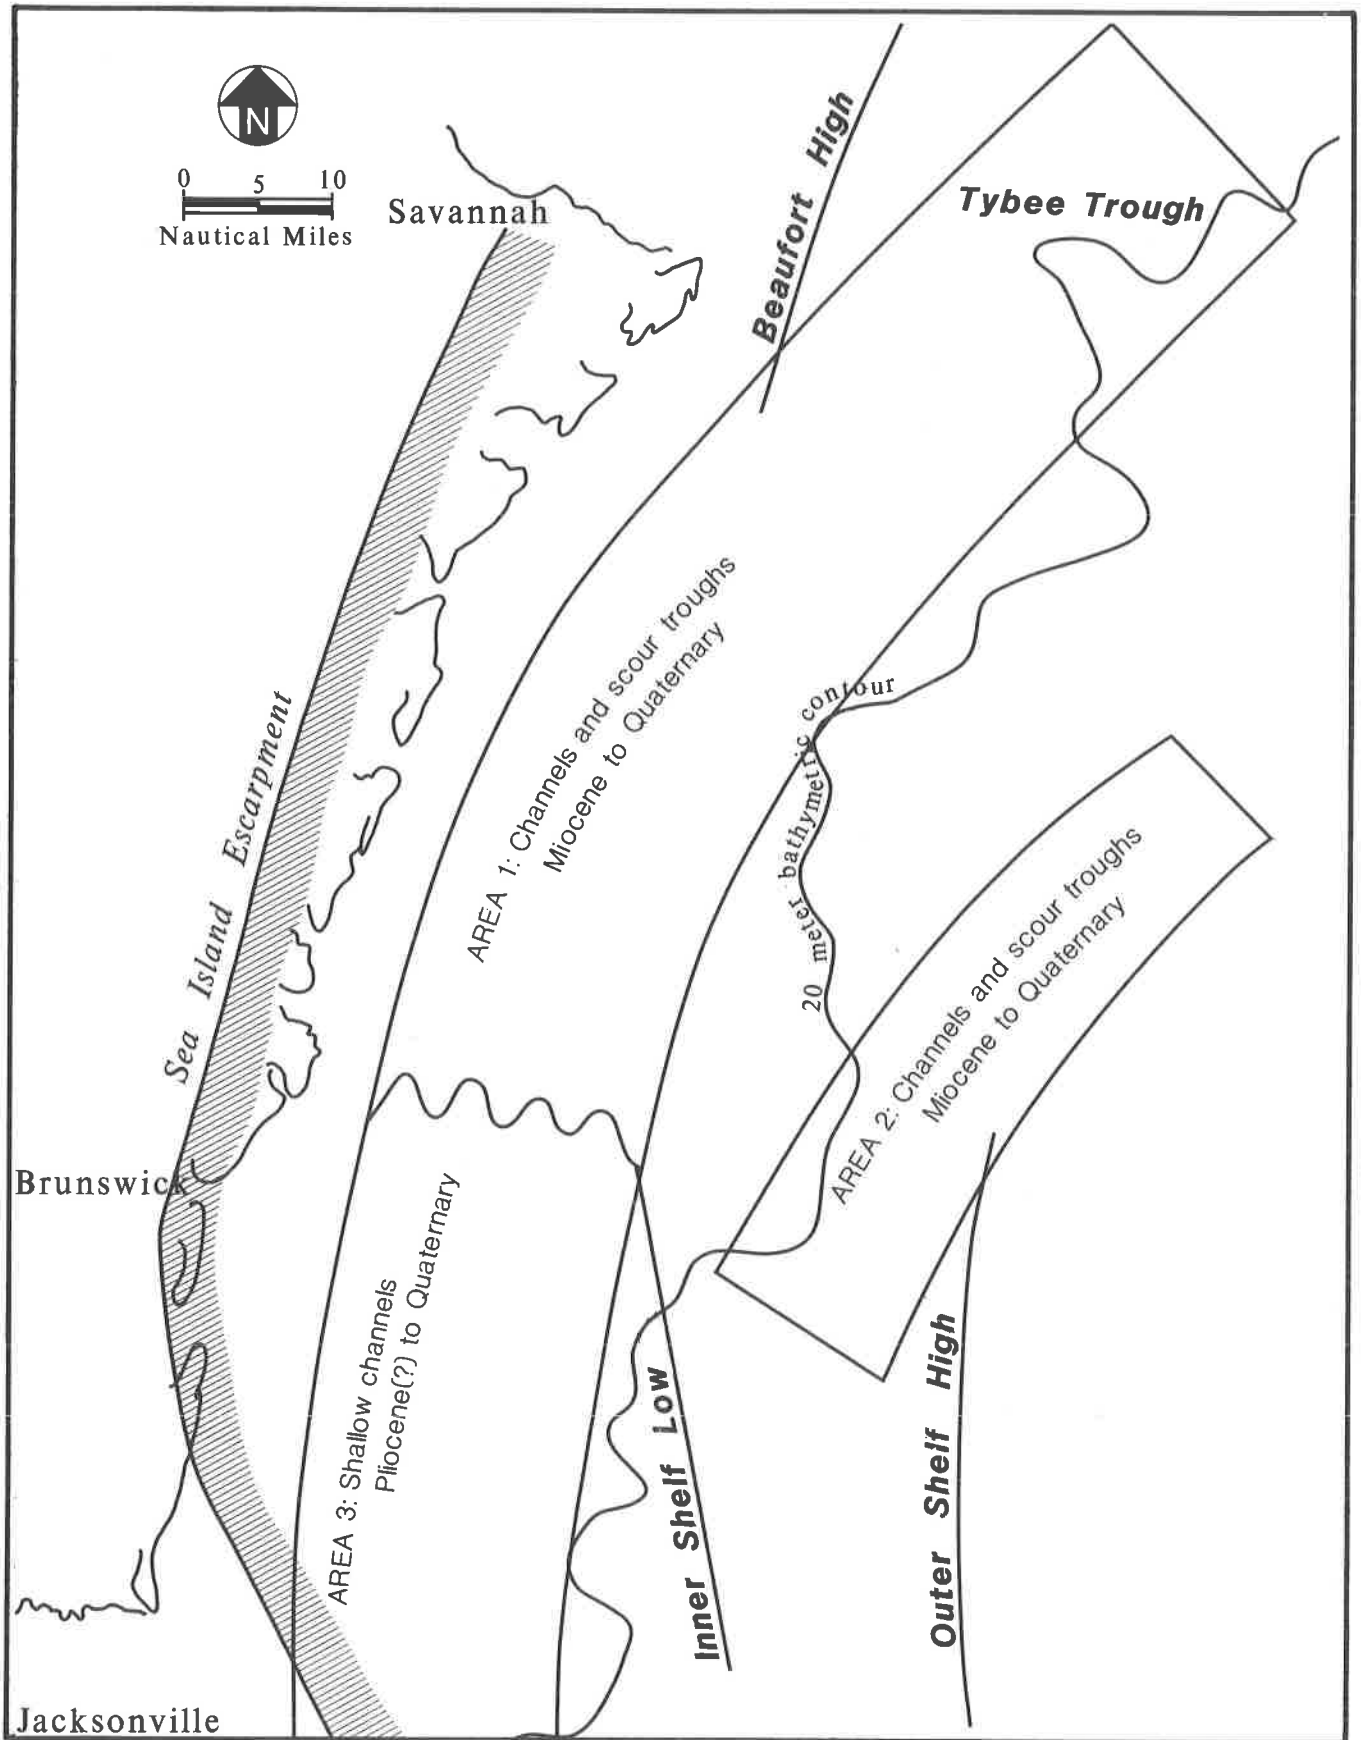 N
0 5 10
Nautical Miles
Savannah
Beaufort High
Tybee Trough
Sea Island Escarpment
AREA 1: Channels and scour troughs
Miocene to Quaternary
20 meter bathymetric contour
AREA 2: Channels and scour troughs
Miocene to Quaternary
Brunswick
AREA 3: Shallow channels
Pliocene(?) to Quaternary
Inner Shelf Low
Outer Shelf High
Jacksonville